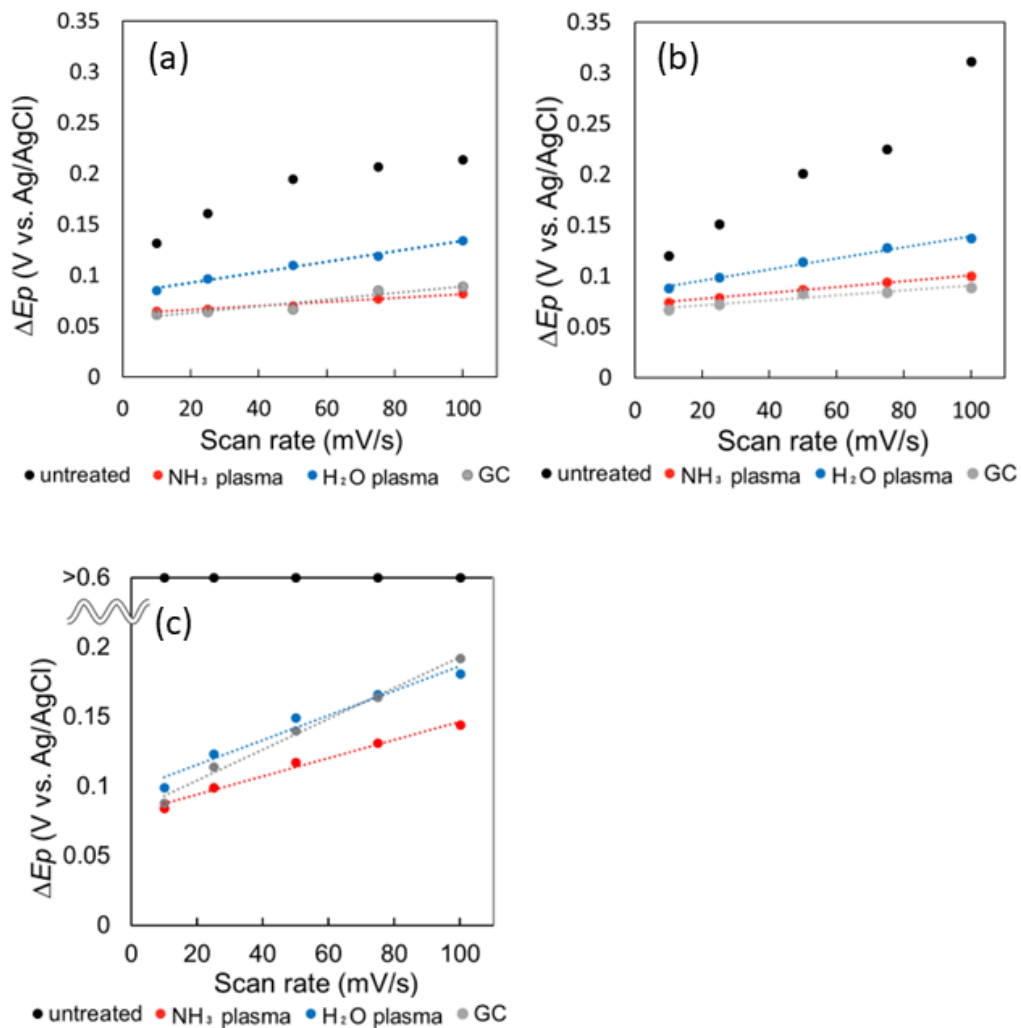 (a)
ΔEp (V vs. Ag/AgCl)
0.35
0.3
0.25
0.2
0.15
0.1
0.05
0
0 20 40 60 80 100
Scan rate (mV/s)
untreated NH₃ plasma H₂O plasma GC
(b)
ΔEp (V vs. Ag/AgCl)
0.35
0.3
0.25
0.2
0.15
0.1
0.05
0
0 20 40 60 80 100
Scan rate (mV/s)
untreated NH₃ plasma H₂O plasma GC
(c)
ΔEp (V vs. Ag/AgCl)
>0.6
0.2
0.15
0.1
0.05
0
0 20 40 60 80 100
Scan rate (mV/s)
untreated NH₃ plasma H₂O plasma GC